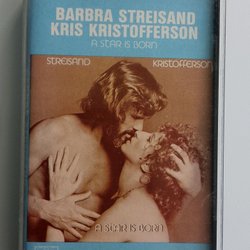 BARBRA STREISAND
KRIS KRISTOFFERSON
A STAR IS BORN
STREISAND KRISTOFFERSON
A STAR IS BORN